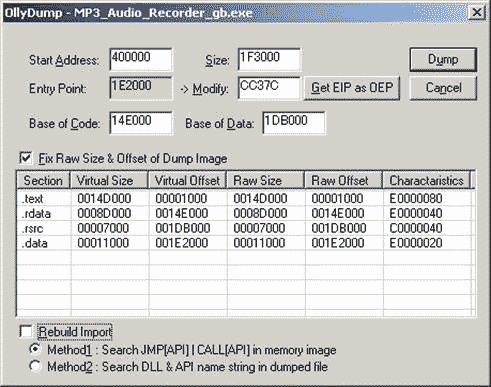 OllyDump - MP3_Audio_Recorder_gb.exe
Start Address: 400000 Size: 1F3000 Dump
Entry Point: 1E2000 -> Modify: CC37C Get EIP as OEP Cancel
Base of Code: 14E000 Base of Data: 1DB000
Fix Raw Size & Offset of Dump Image
Section Virtual Size Virtual Offset Raw Size Raw Offset Charactaristics
.text 0014D000 00001000 0014D000 00001000 E0000080
.rdata 0008D000 0014E000 0008D000 0014E000 E0000040
.rsrc 00007000 001DB000 00007000 001DB000 C0000040
.data 00011000 001E2000 00011000 001E2000 E0000020
Rebuild Import
Method1 : Search JMP[API] | CALL[API] in memory image
Method2 : Search DLL & API name string in dumped file